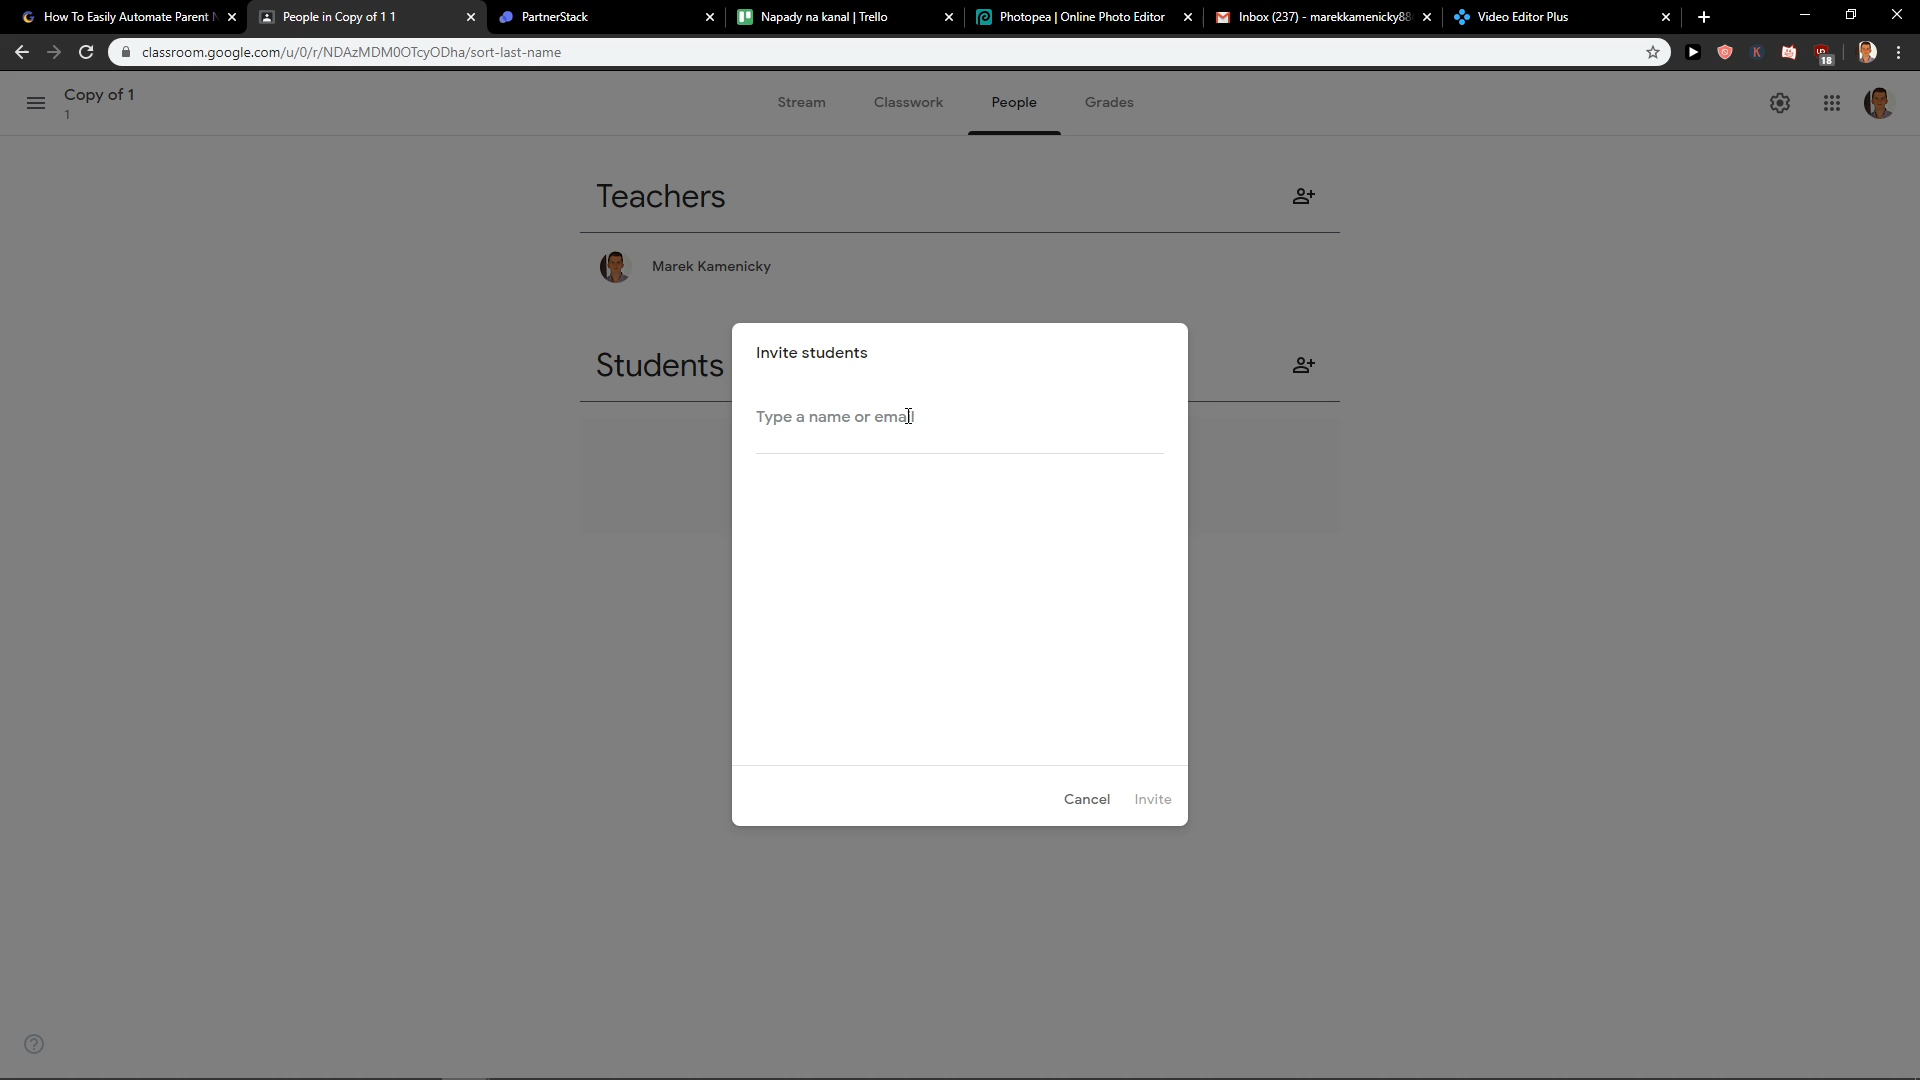 How To Easily Automate Parent N
People in Copy of 1 1
PartnerStack
Napady na kanal | Trello
Photopea | Online Photo Editor
Inbox (237) - marekkamenicky88
Video Editor Plus
classroom.google.com/u/0/r/NDAzMDM0OTcyODha/sort-last-name
K
18
Copy of 1
1
Stream
Classwork
People
Grades
Teachers
Marek Kamenicky
Students
Invite students
Type a name or email
Cancel
Invite